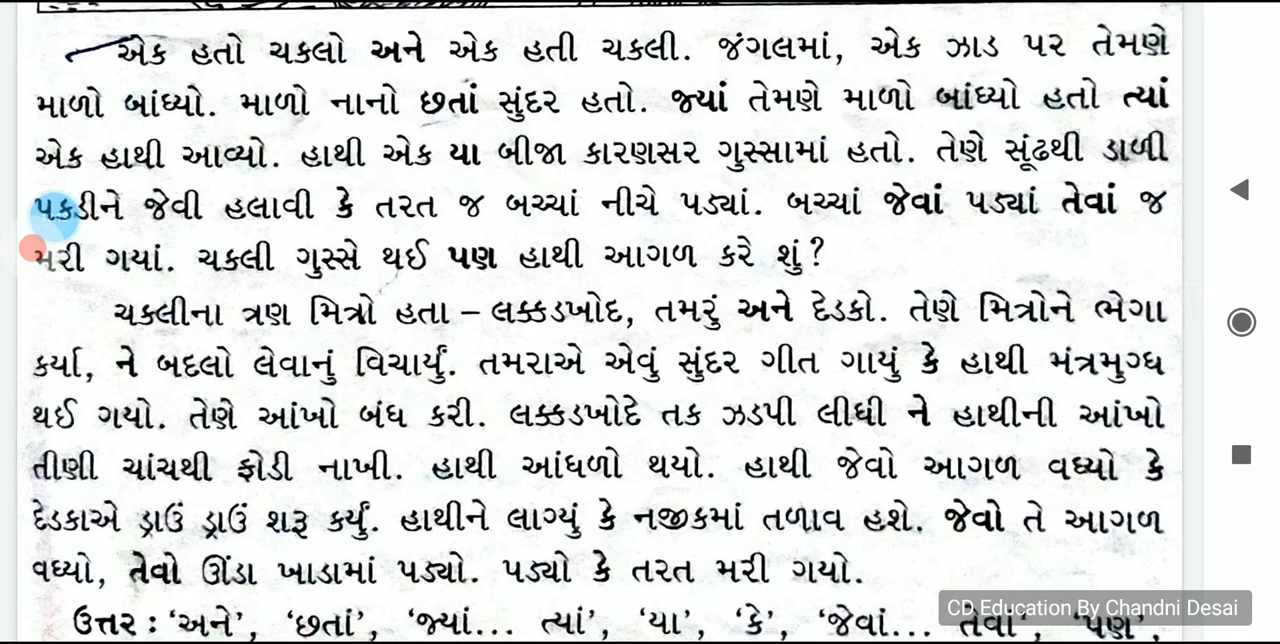 એક હતો ચકલો અને એક હતી ચકલી. જંગલમાં, એક ઝાડ પર તેમણે
માળો બાંધ્યો. માળો નાનો છતાં સુંદર હતો. જ્યાં તેમણે માળો બાંધ્યો હતો ત્યાં
એક હાથી આવ્યો. હાથી એક યા બીજા કારણસર ગુસ્સામાં હતો. તેણે સૂંઢથી ડાળી
પકડીને જેવી હલાવી કે તરત જ બચ્ચાં નીચે પડ્યાં. બચ્ચાં જેવાં પડ્યાં તેવાં જ
મરી ગયાં. ચકલી ગુસ્સે થઈ પણ હાથી આગળ કરે શું?
ચકલીના ત્રણ મિત્રો હતા – લક્કડખોદ, તમરું અને દેડકો. તેણે મિત્રોને ભેગા
કર્યા, ને બદલો લેવાનું વિચાર્યું. તમરાએ એવું સુંદર ગીત ગાયું કે હાથી મંત્રમુગ્ધ
થઈ ગયો. તેણે આંખો બંધ કરી. લક્કડખોદે તક ઝડપી લીધી ને હાથીની આંખો
તીણી ચાંચથી ફોડી નાખી. હાથી આંધળો થયો. હાથી જેવો આગળ વધ્યો કે
દેડકાએ ડ્રાઉં ડ્રાઉં શરૂ કર્યું. હાથીને લાગ્યું કે નજીકમાં તળાવ હશે. જેવો તે આગળ
વધ્યો, તેવો ઊંડા ખાડામાં પડ્યો. પડ્યો કે તરત મરી ગયો.
ઉત્તર : ‘અને’, ‘છતાં’, ‘જ્યાં... ત્યાં’, ‘યા’, ‘કે’, ‘જેવાં... તેવાં’, ‘પણ’,
CD Education By Chandni Desai